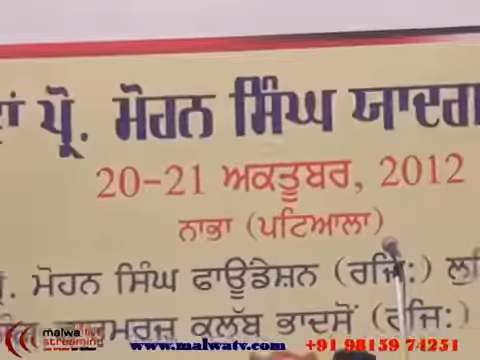 ਪ੍ਰੋ. ਮੋਹਨ ਸਿੰਘ
20-21 ਅਕਤੂਬਰ, 2012
ਨਾਭਾ (ਪਟਿਆਲਾ)
ਮੋਹਨ ਸਿੰਘ ਫਾਊਂਡੇਸ਼ਨ (ਰਜਿ:)
ਕਲੱਬ ਭਾਦਸੋਂ (ਰਜਿ:)
malwa live
streaming
www.malwatv.com +91 98159 74251